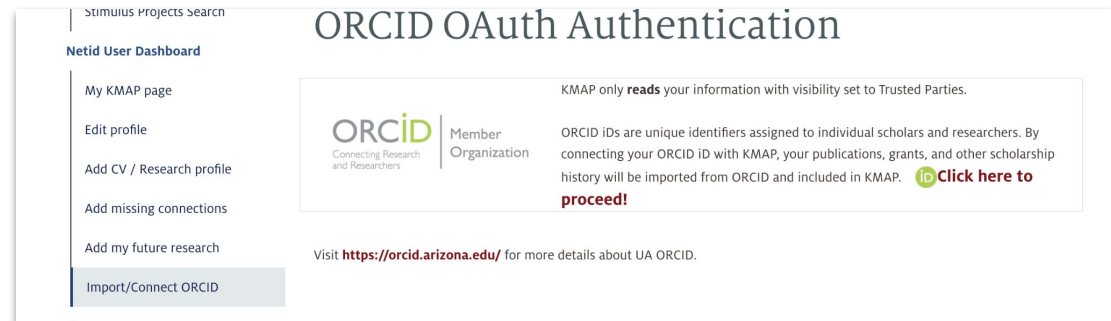 Stimulus Projects Search
Netid User Dashboard
My KMAP page
Edit profile
Add CV / Research profile
Add missing connections
Add my future research
Import/Connect ORCID
ORCID OAuth Authentication
ORCID
Connecting Research
and Researchers
Member
Organization
KMAP only reads your information with visibility set to Trusted Parties.
ORCID iDs are unique identifiers assigned to individual scholars and researchers. By
connecting your ORCID iD with KMAP, your publications, grants, and other scholarship
history will be imported from ORCID and included in KMAP. iD Click here to
proceed!
Visit https://orcid.arizona.edu/ for more details about UA ORCID.